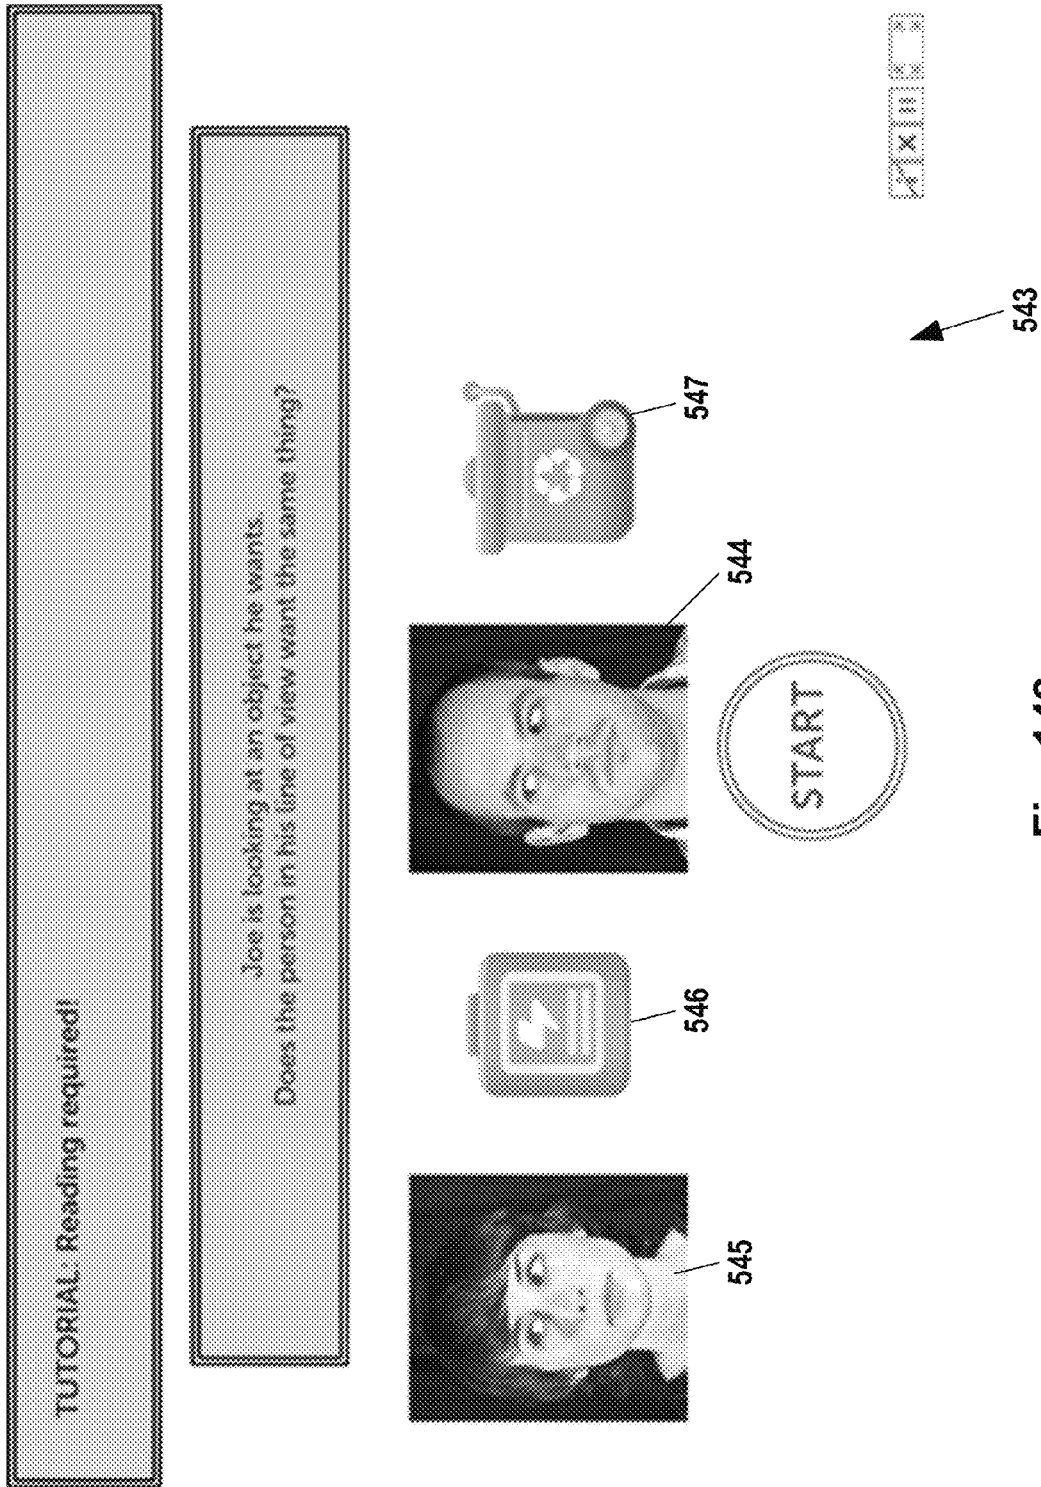 TUTORIAL: Reading required!
Joe is looking at an object he wants.
Does the person in his line of view want the same thing?
547
544
546
545
START
543